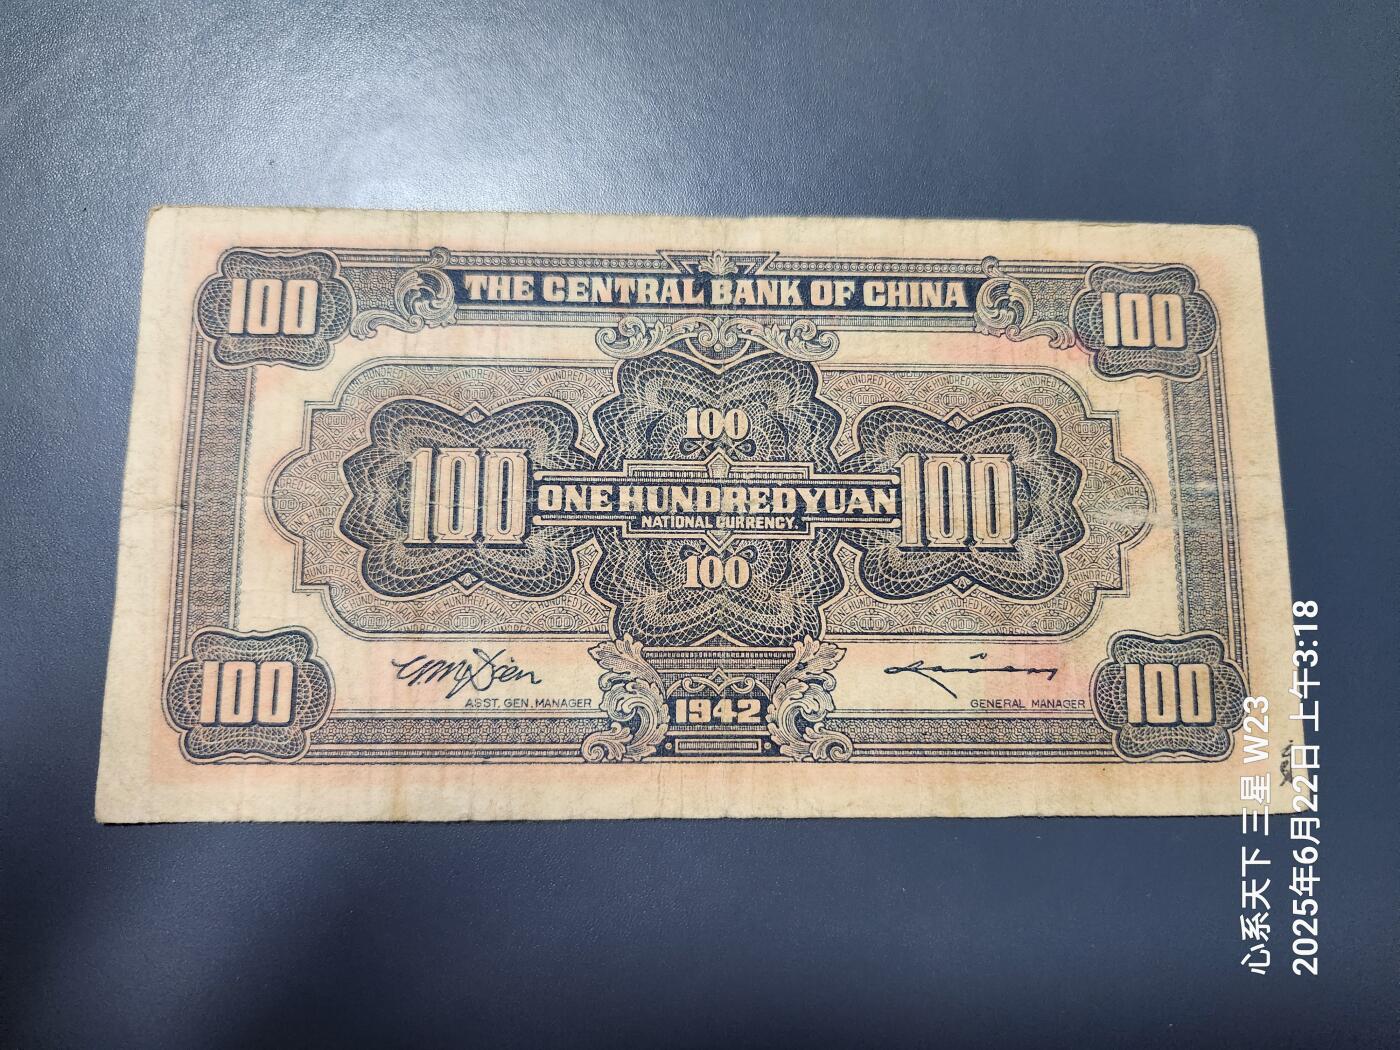 100
THE CENTRAL BANK OF CHINA
100
100
100
ONE HUNDRED YUAN
100
NATIONAL CURRENCY.
100
100
ASST. GEN. MANAGER
1942
GENERAL MANAGER
100
心系天下 三星 W23
2025年6月22日 上午3:18